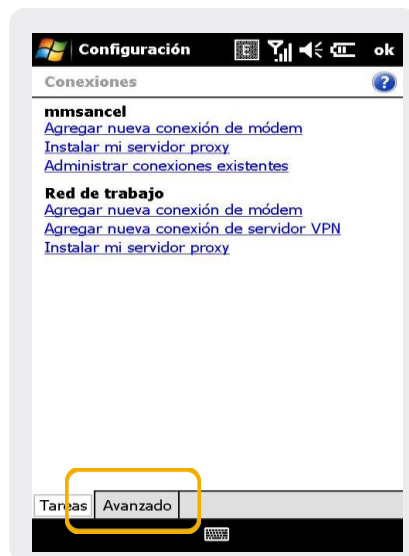 Configuración
E
ok
Conexiones
?
mmsancel
Agregar nueva conexión de módem
Instalar mi servidor proxy
Administrar conexiones existentes
Red de trabajo
Agregar nueva conexión de módem
Agregar nueva conexión de servidor VPN
Instalar mi servidor proxy
Tareas
Avanzado